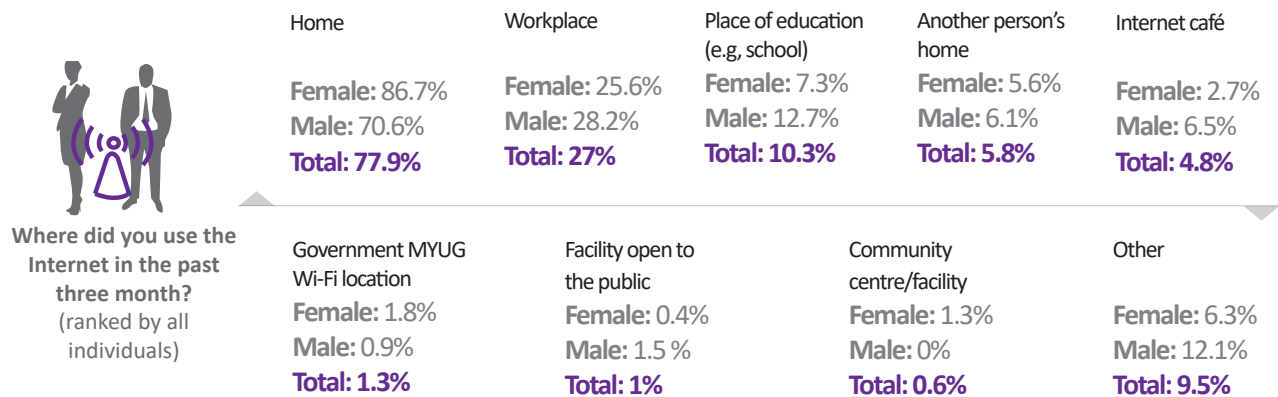 Home
Female: 86.7%
Male: 70.6%
Total: 77.9%
Workplace
Female: 25.6%
Male: 28.2%
Total: 27%
Place of education
(e.g, school)
Female: 7.3%
Male: 12.7%
Total: 10.3%
Another person’s
home
Female: 5.6%
Male: 6.1%
Total: 5.8%
Internet café
Female: 2.7%
Male: 6.5%
Total: 4.8%
Where did you use the
Internet in the past
three month?
(ranked by all
individuals)
Government MYUG
Wi-Fi location
Female: 1.8%
Male: 0.9%
Total: 1.3%
Facility open to
the public
Female: 0.4%
Male: 1.5 %
Total: 1%
Community
centre/facility
Female: 1.3%
Male: 0%
Total: 0.6%
Other
Female: 6.3%
Male: 12.1%
Total: 9.5%